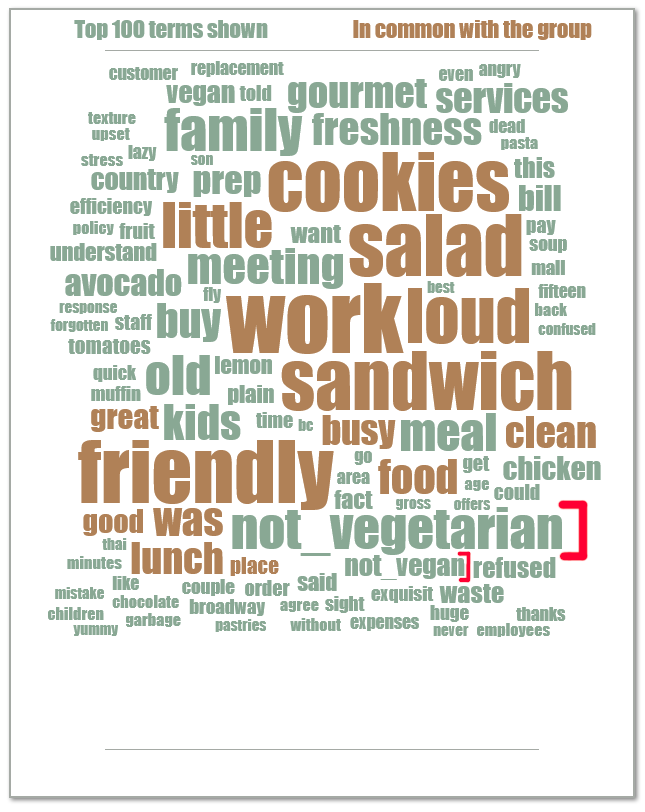 Top 100 terms shown In common with the group
customer replacement even angry
vegan told gourmet services
texture family freshness dead
upset pasta
stress lazy son cookies this
country prep bill
efficiency little salad pay
policy fruit want soup
understand meeting mall
avocado fly best fifteen
response work loud back
forgotten staff buy confused
tomatoes
quick old lemon sandwich
muffin plain
great kids time bc busy meal clean
friendly go food get chicken
area age could
fact gross offers
good was not_vegetarian]
thai lunch place not_vegan] refused
minutes
mistake like couple order said exquisit waste
children chocolate broadway agree sight huge thanks
yummy garbage pastries without expenses never employees